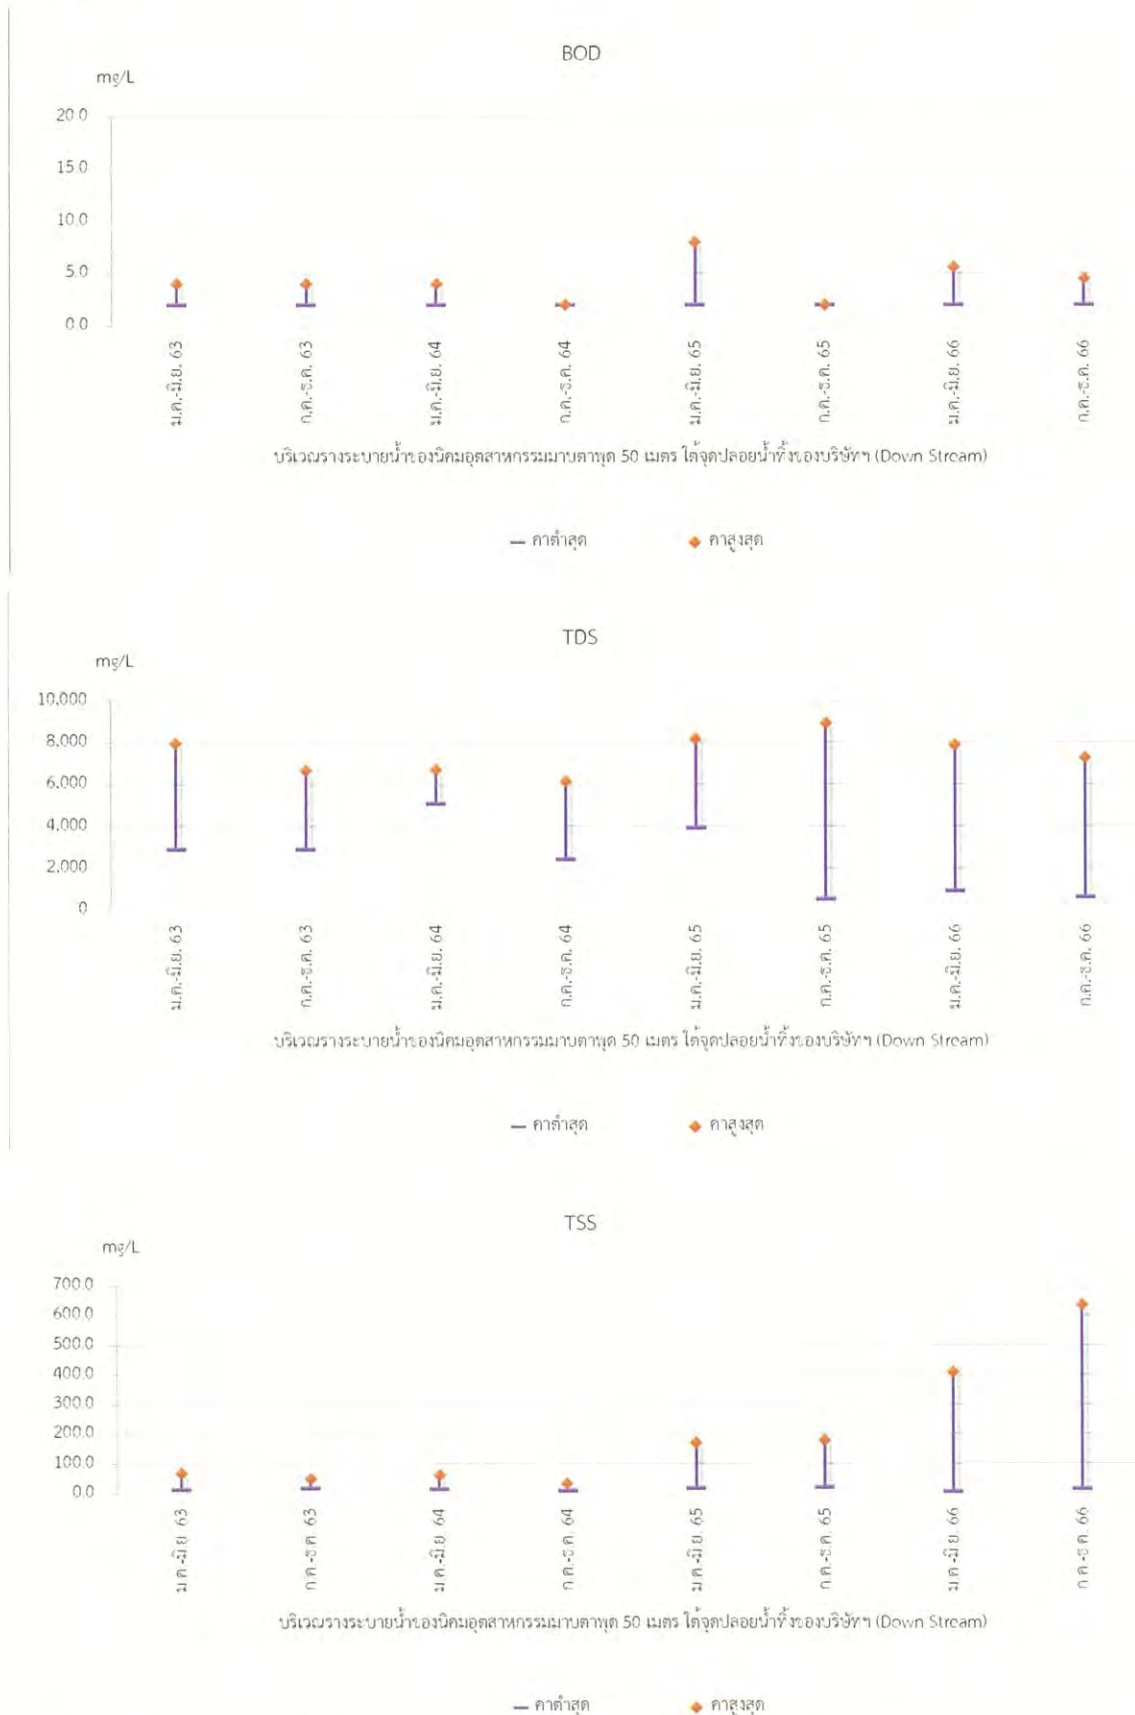 BOD
mg/L
20.0
15.0
10.0
5.0
0.0
ม.ค.-มิ.ย. 63
ก.ค.-ธ.ค. 63
ม.ค.-มิ.ย. 64
ก.ค.-ธ.ค. 64
ม.ค.-มิ.ย. 65
ก.ค.-ธ.ค. 65
ม.ค.-มิ.ย. 66
ก.ค.-ธ.ค. 66
บริเวณรางระบายน้ำของนิคมอุตสาหกรรมมาบตาพุด 50 เมตร ใต้จุดปล่อยน้ำทิ้งของบริษัทฯ (Down Stream)
ค่าต่ำสุด
ค่าสูงสุด
TDS
mg/L
10,000
8,000
6,000
4,000
2,000
0
ม.ค.-มิ.ย. 63
ก.ค.-ธ.ค. 63
ม.ค.-มิ.ย. 64
ก.ค.-ธ.ค. 64
ม.ค.-มิ.ย. 65
ก.ค.-ธ.ค. 65
ม.ค.-มิ.ย. 66
ก.ค.-ธ.ค. 66
บริเวณรางระบายน้ำของนิคมอุตสาหกรรมมาบตาพุด 50 เมตร ใต้จุดปล่อยน้ำทิ้งของบริษัทฯ (Down Stream)
ค่าต่ำสุด
ค่าสูงสุด
TSS
mg/L
700.0
600.0
500.0
400.0
300.0
200.0
100.0
0.0
ม.ค.-มิ.ย. 63
ก.ค.-ธ.ค. 63
ม.ค.-มิ.ย. 64
ก.ค.-ธ.ค. 64
ม.ค.-มิ.ย. 65
ก.ค.-ธ.ค. 65
ม.ค.-มิ.ย. 66
ก.ค.-ธ.ค. 66
บริเวณรางระบายน้ำของนิคมอุตสาหกรรมมาบตาพุด 50 เมตร ใต้จุดปล่อยน้ำทิ้งของบริษัทฯ (Down Stream)
ค่าต่ำสุด
ค่าสูงสุด